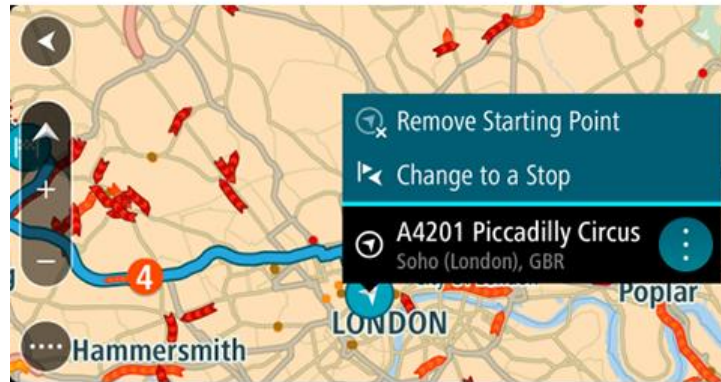 Remove Starting Point
Change to a Stop
A4201 Piccadilly Circus
Soho (London), GBR
4
Poplar
LONDON
Hammersmith